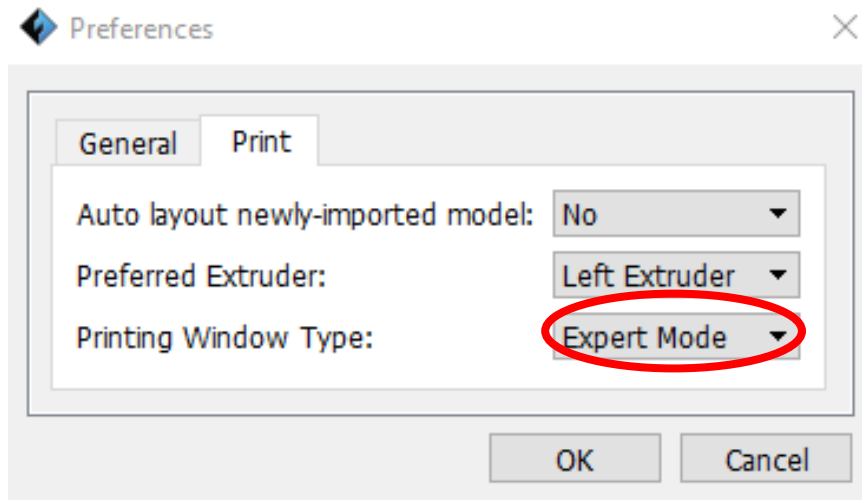 Preferences
General Print
Auto layout newly-imported model: No
Preferred Extruder: Left Extruder
Printing Window Type: Expert Mode
OK Cancel